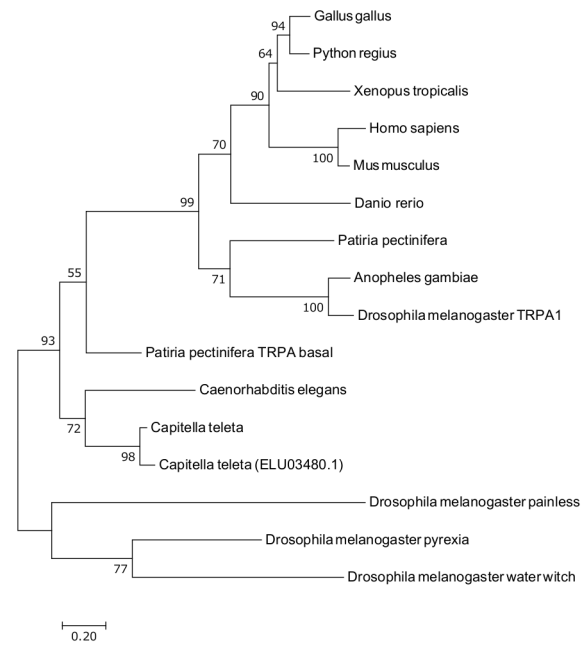 Gallus gallus
94
Python regius
64
Xenopus tropicalis
90
Homo sapiens
100
Mus musculus
70
Danio rerio
99
Patiria pectinifera
71
Anopheles gambiae
100
Drosophila melanogaster TRPA1
55
Patiria pectinifera TRPA basal
93
Caenorhabditis elegans
72
Capitella teleta
98
Capitella teleta (ELU03480.1)
Drosophila melanogaster painless
Drosophila melanogaster pyrexia
77
Drosophila melanogaster water witch
0.20